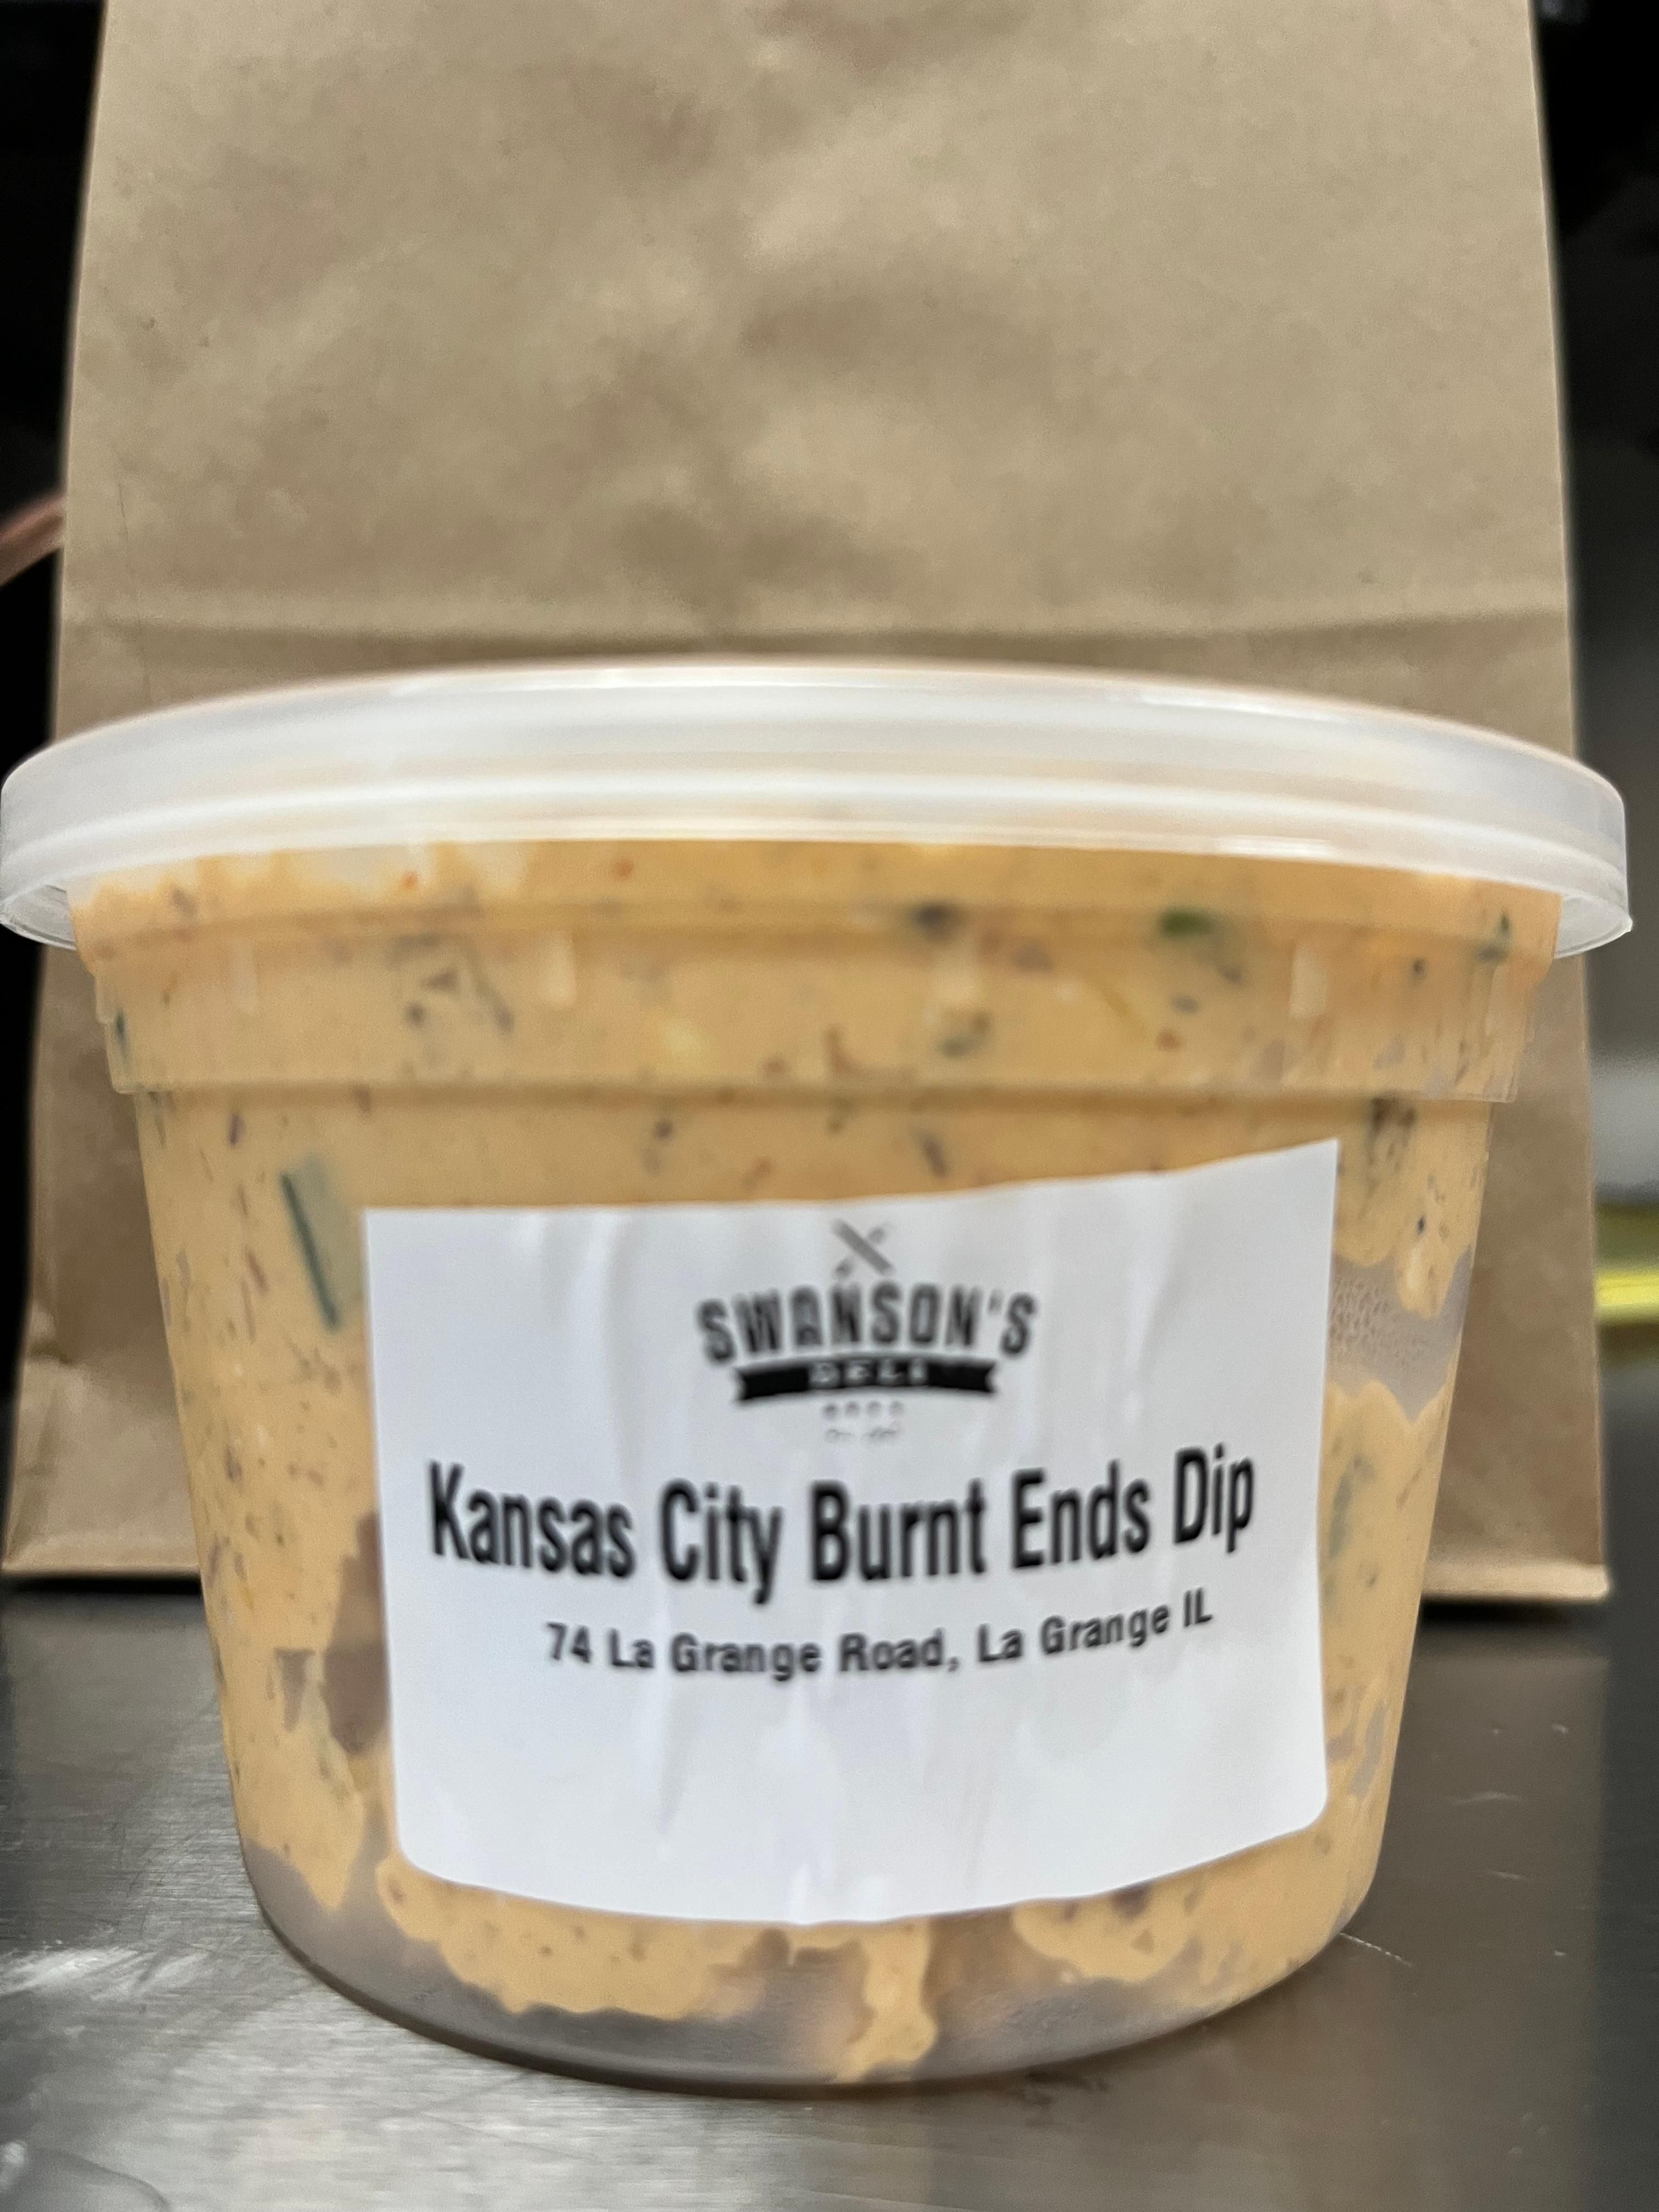 SWANSON'S
DELI
Kansas City Burnt Ends Dip
74 La Grange Road, La Grange IL